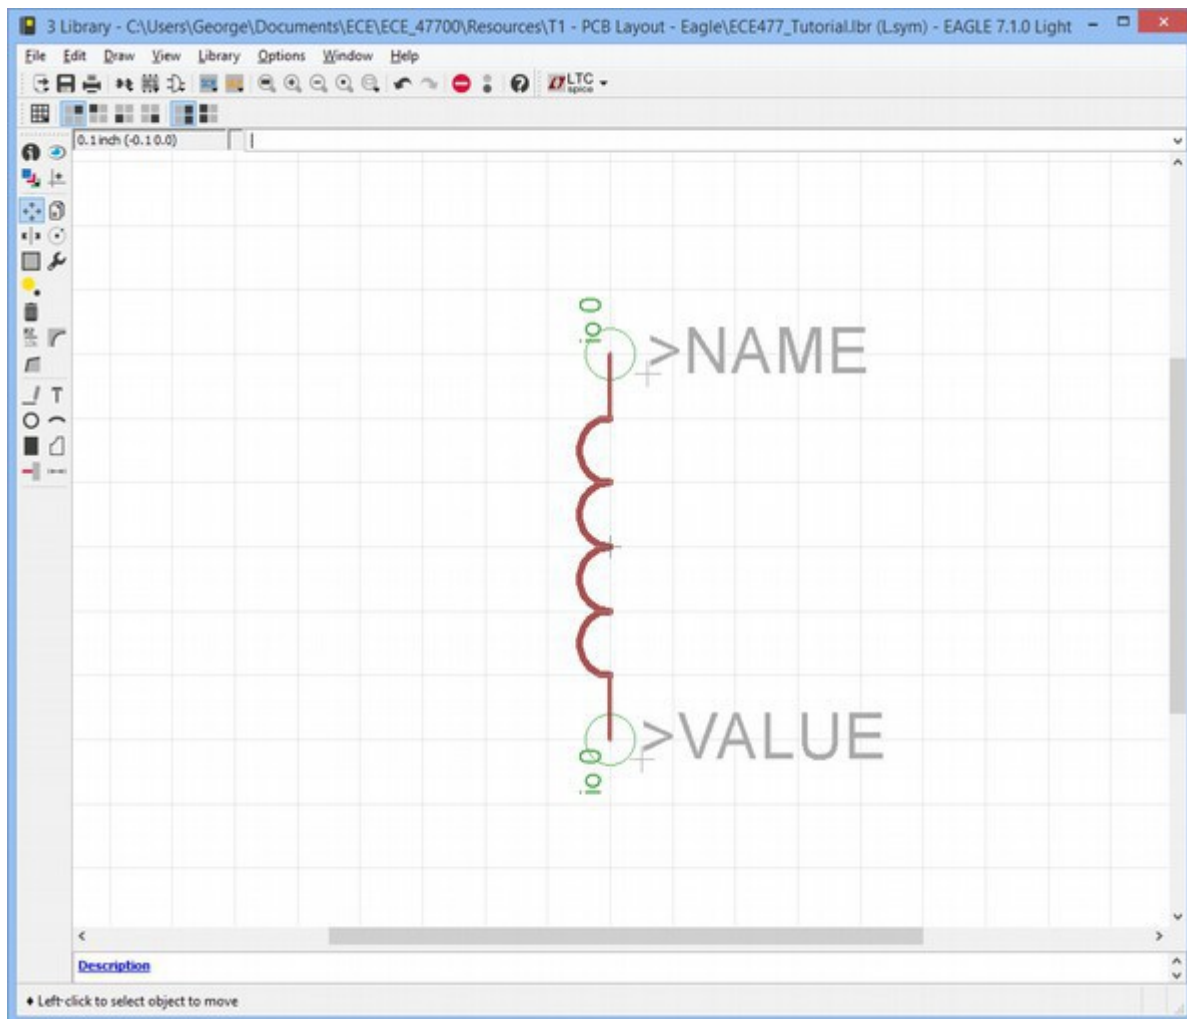 3 Library - C:\Users\George\Documents\ECE\ECE_47700\Resources\T1 - PCB Layout - Eagle\ECE477_Tutorial.lbr (L.sym) - EAGLE 7.1.0 Light
File Edit Draw View Library Options Window Help
LTC
spice
0.1 inch (-0.1 0.0)
io 0
>NAME
>VALUE
io 0
Description
Left-click to select object to move